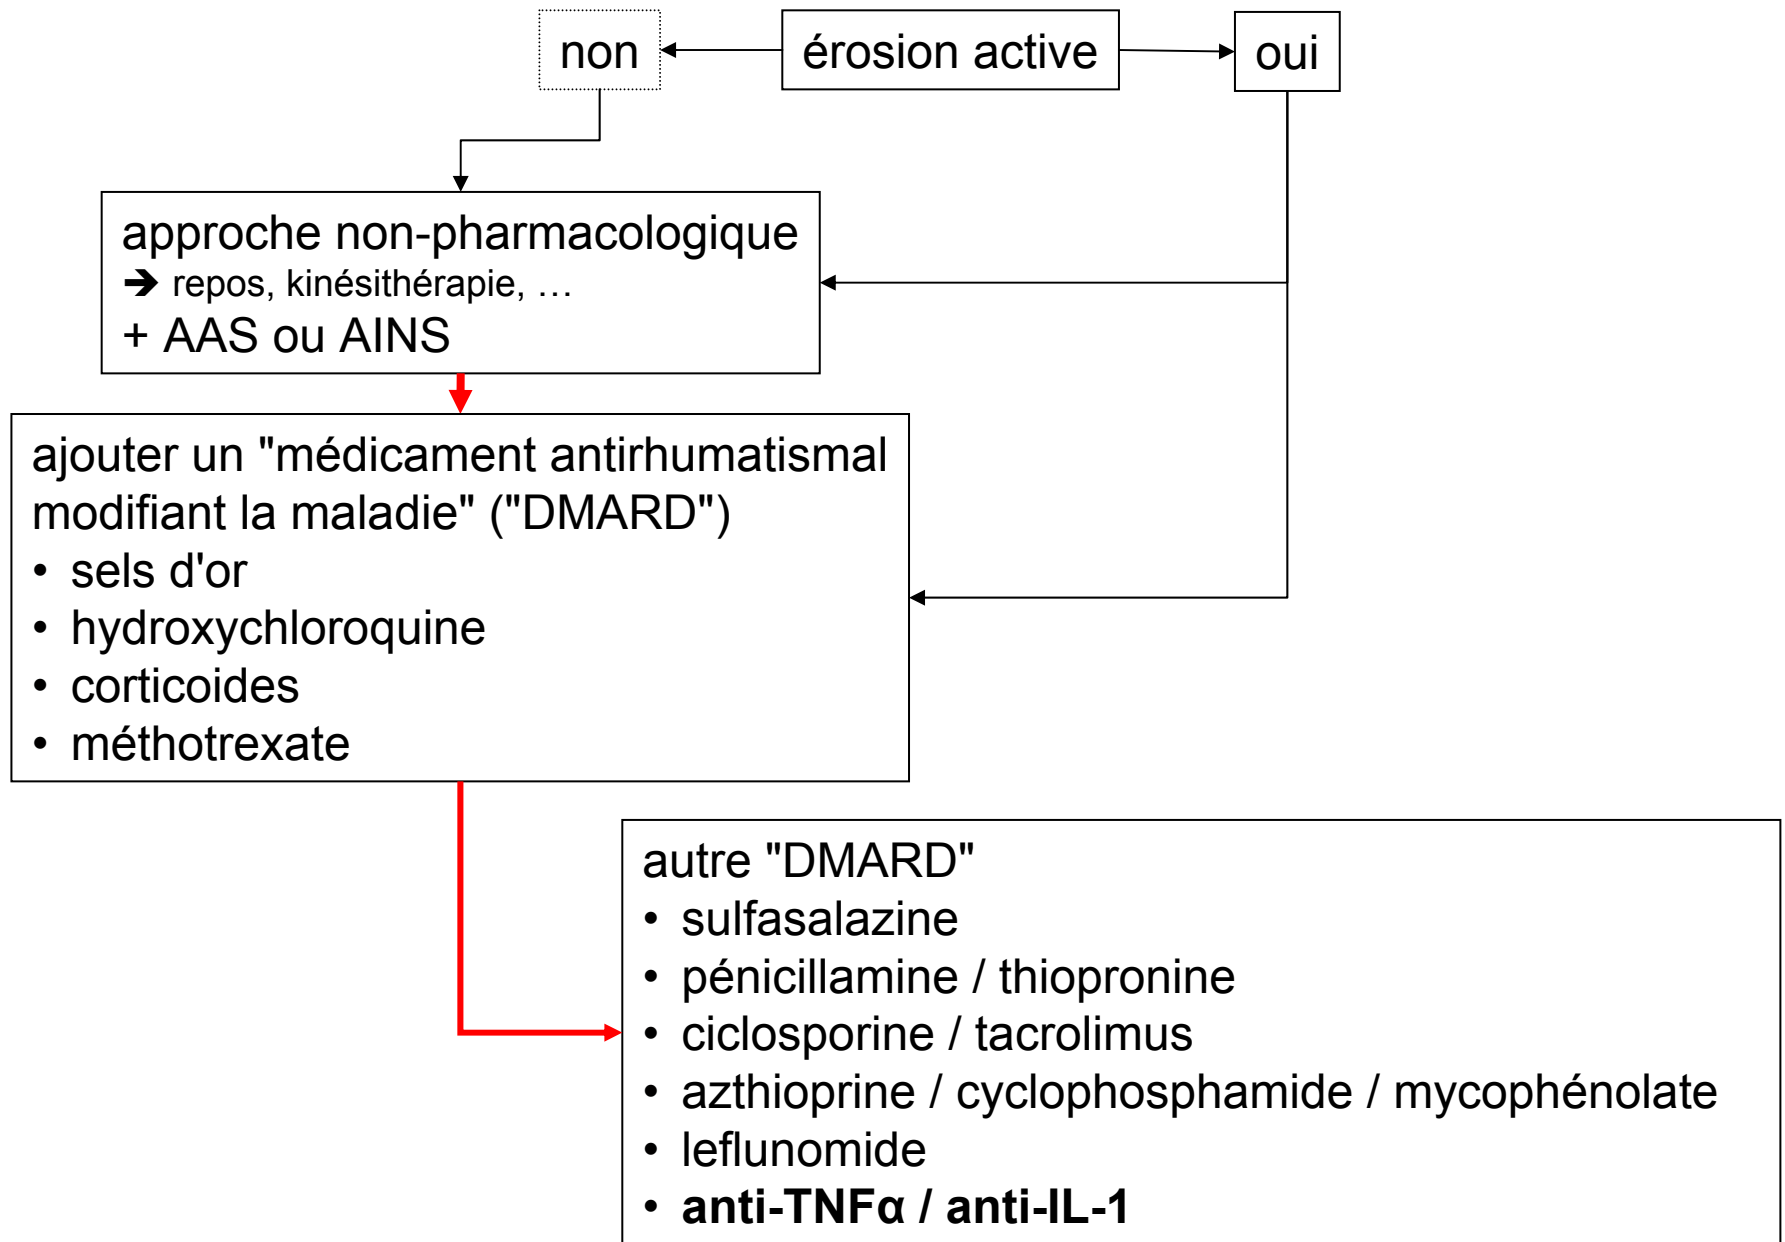 non
érosion active
oui
approche non-pharmacologique
➔ repos, kinésithérapie, …
+ AAS ou AINS
ajouter un "médicament antirhumatismal
modifiant la maladie" ("DMARD")
• sels d'or
• hydroxychloroquine
• corticoides
• méthotrexate
autre "DMARD"
• sulfasalazine
• pénicillamine / thiopronine
• ciclosporine / tacrolimus
• azthioprine / cyclophosphamide / mycophénolate
• leflunomide
• anti-TNFα / anti-IL-1